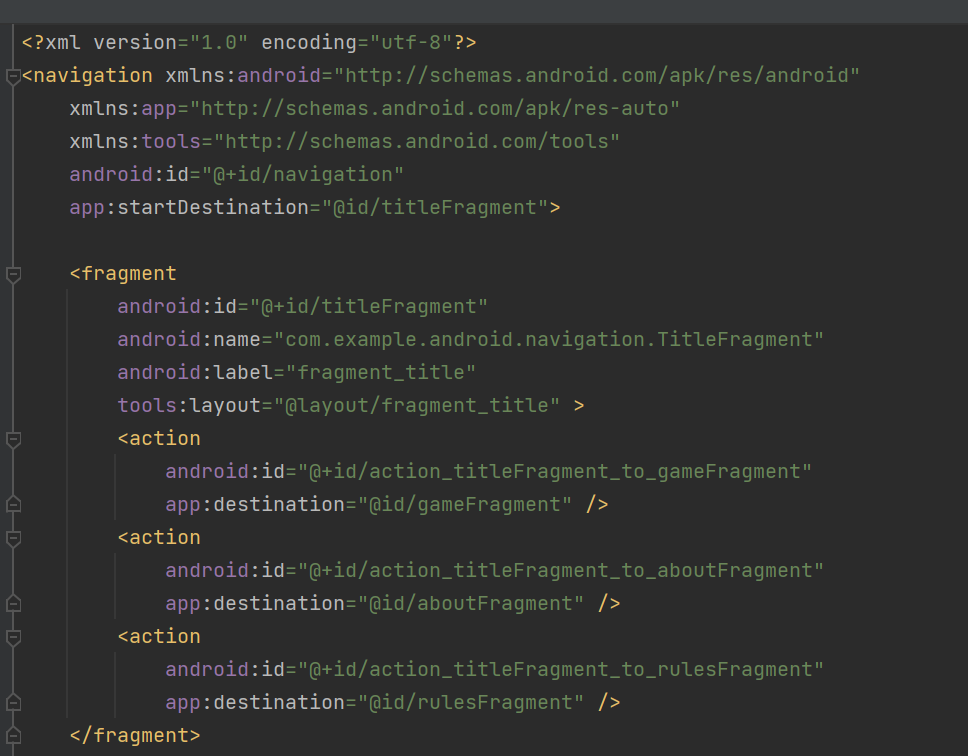 <?xml version="1.0" encoding="utf-8"?>
<navigation xmlns:android="http://schemas.android.com/apk/res/android"
    xmlns:app="http://schemas.android.com/apk/res-auto"
    xmlns:tools="http://schemas.android.com/tools"
    android:id="@+id/navigation"
    app:startDestination="@id/titleFragment">

    <fragment
        android:id="@+id/titleFragment"
        android:name="com.example.android.navigation.TitleFragment"
        android:label="fragment_title"
        tools:layout="@layout/fragment_title" >
        <action
            android:id="@+id/action_titleFragment_to_gameFragment"
            app:destination="@id/gameFragment" />
        <action
            android:id="@+id/action_titleFragment_to_aboutFragment"
            app:destination="@id/aboutFragment" />
        <action
            android:id="@+id/action_titleFragment_to_rulesFragment"
            app:destination="@id/rulesFragment" />
    </fragment>